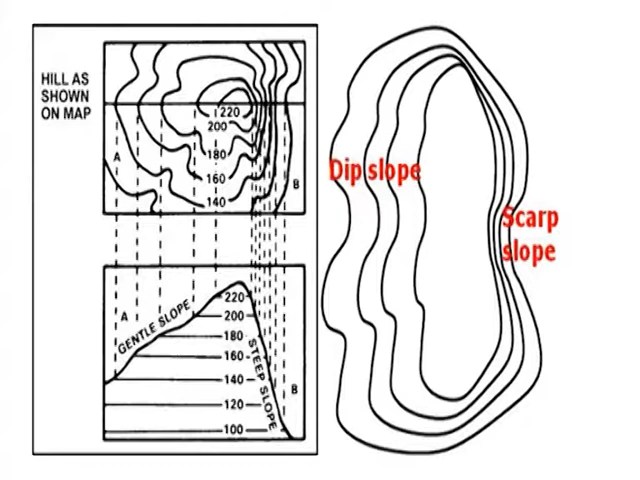 HILL AS
SHOWN
ON MAP
220
200
180
160
140
A
B
Dip slope
Scarp
slope
220
200
180
160
140
120
100
A
GENTLE SLOPE
STEEP SLOPE
B